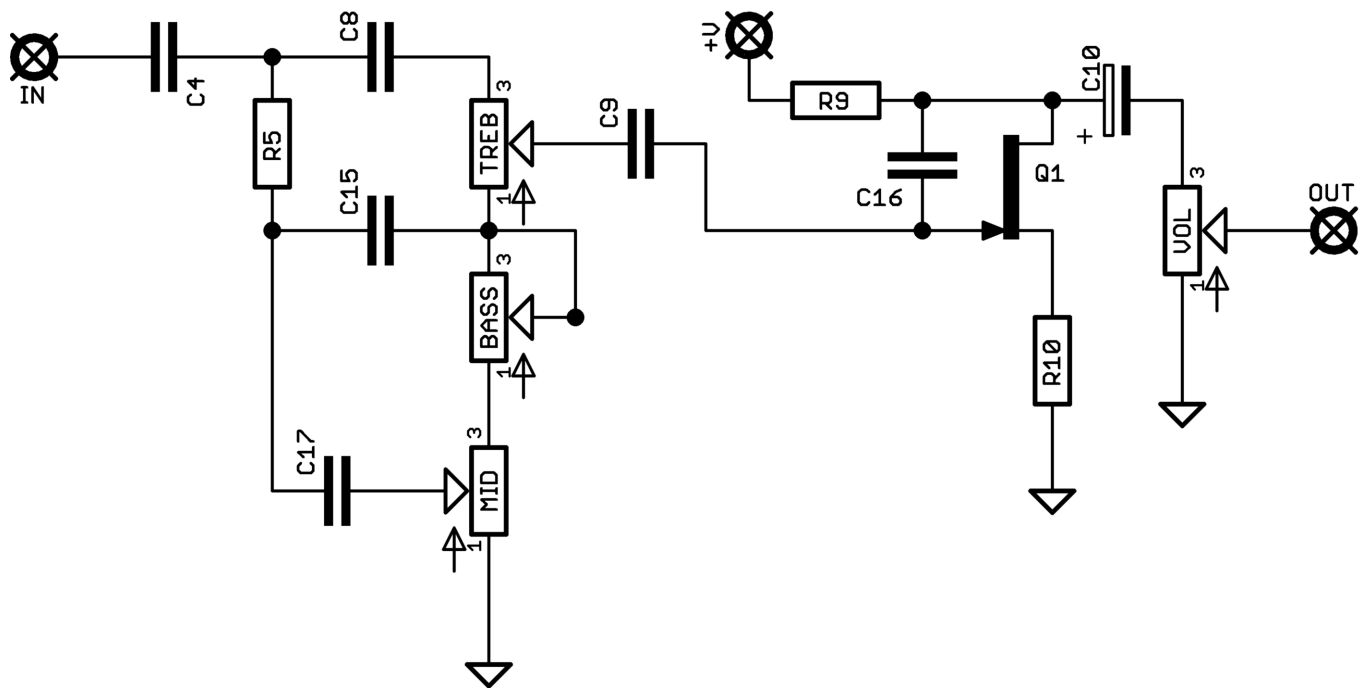 IN
C4
C8
R5
C15
C17
3
TREB
1
3
BASS
1
3
MID
1
C9
+V
R9
C16
Q1
C10
+
R10
3
VOL
1
OUT